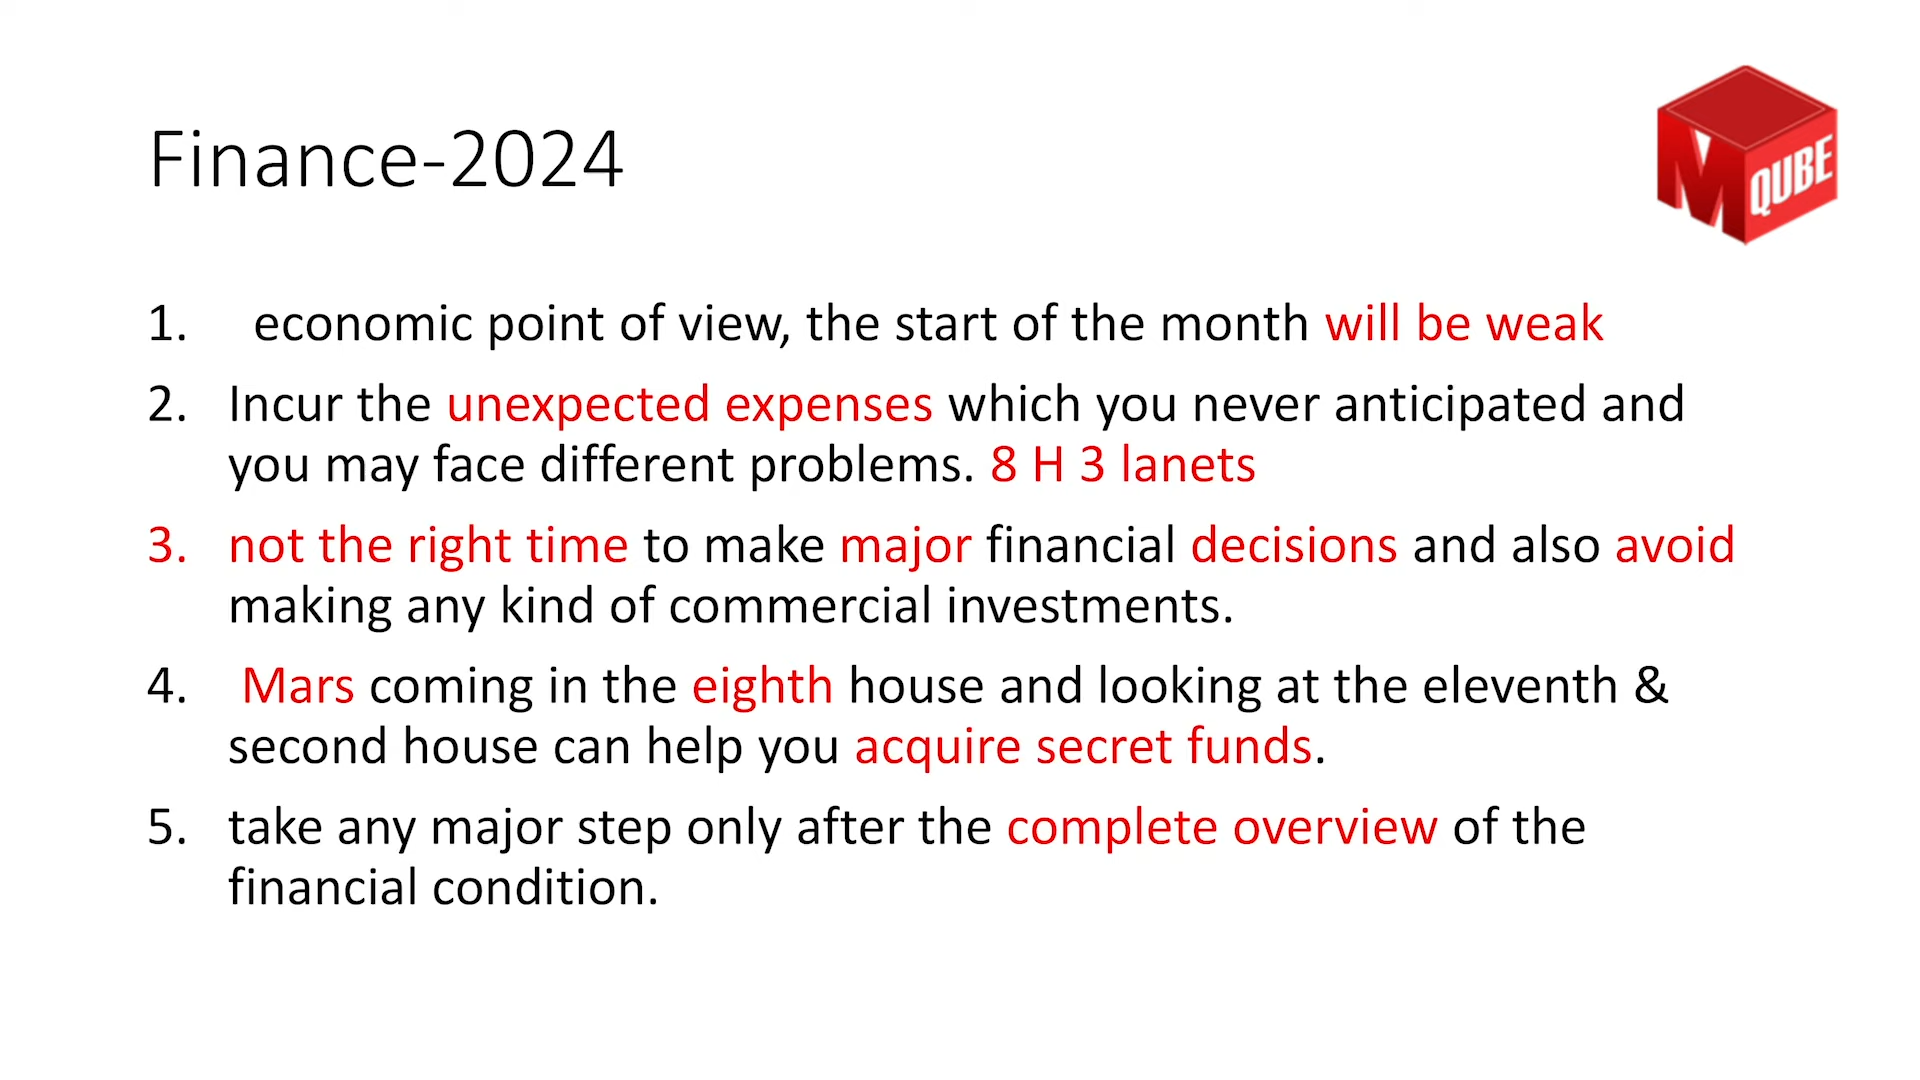 Finance-2024
M QUBE
1. economic point of view, the start of the month will be weak
2. Incur the unexpected expenses which you never anticipated and
you may face different problems. 8 H 3 lanets
3. not the right time to make major financial decisions and also avoid
making any kind of commercial investments.
4. Mars coming in the eighth house and looking at the eleventh &
second house can help you acquire secret funds.
5. take any major step only after the complete overview of the
financial condition.